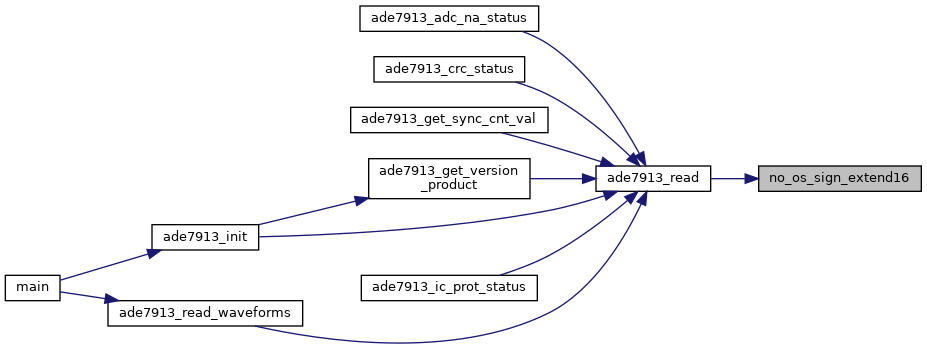 ade7913_adc_na_status
ade7913_crc_status
ade7913_get_sync_cnt_val
ade7913_get_version
_product
ade7913_read
no_os_sign_extend16
ade7913_init
ade7913_ic_prot_status
main
ade7913_read_waveforms